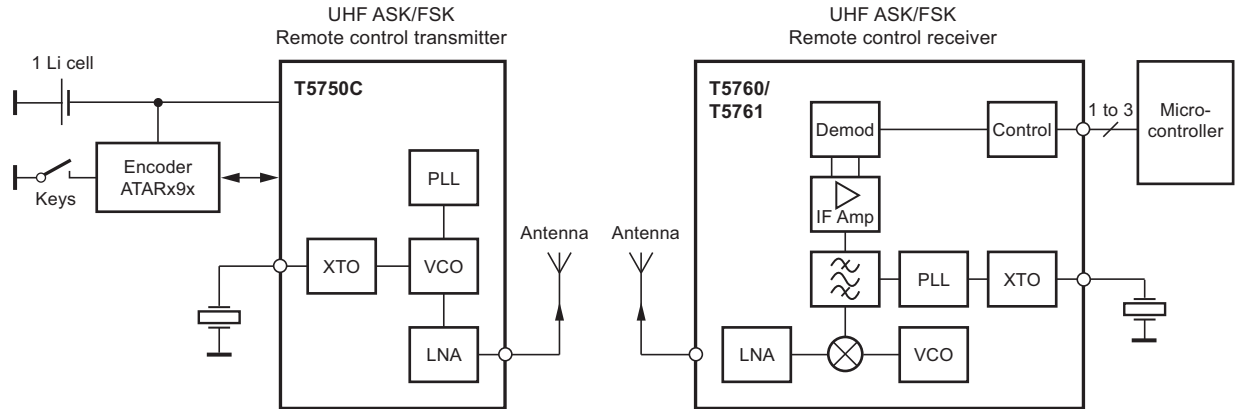 UHF ASK/FSK
Remote control transmitter
UHF ASK/FSK
Remote control receiver
1 Li cell
T5750C
T5760/
T5761
Demod
Control
1 to 3
Micro-
controller
Encoder
ATARx9x
Keys
PLL
IF Amp
Antenna
Antenna
XTO
VCO
PLL
XTO
LNA
LNA
VCO